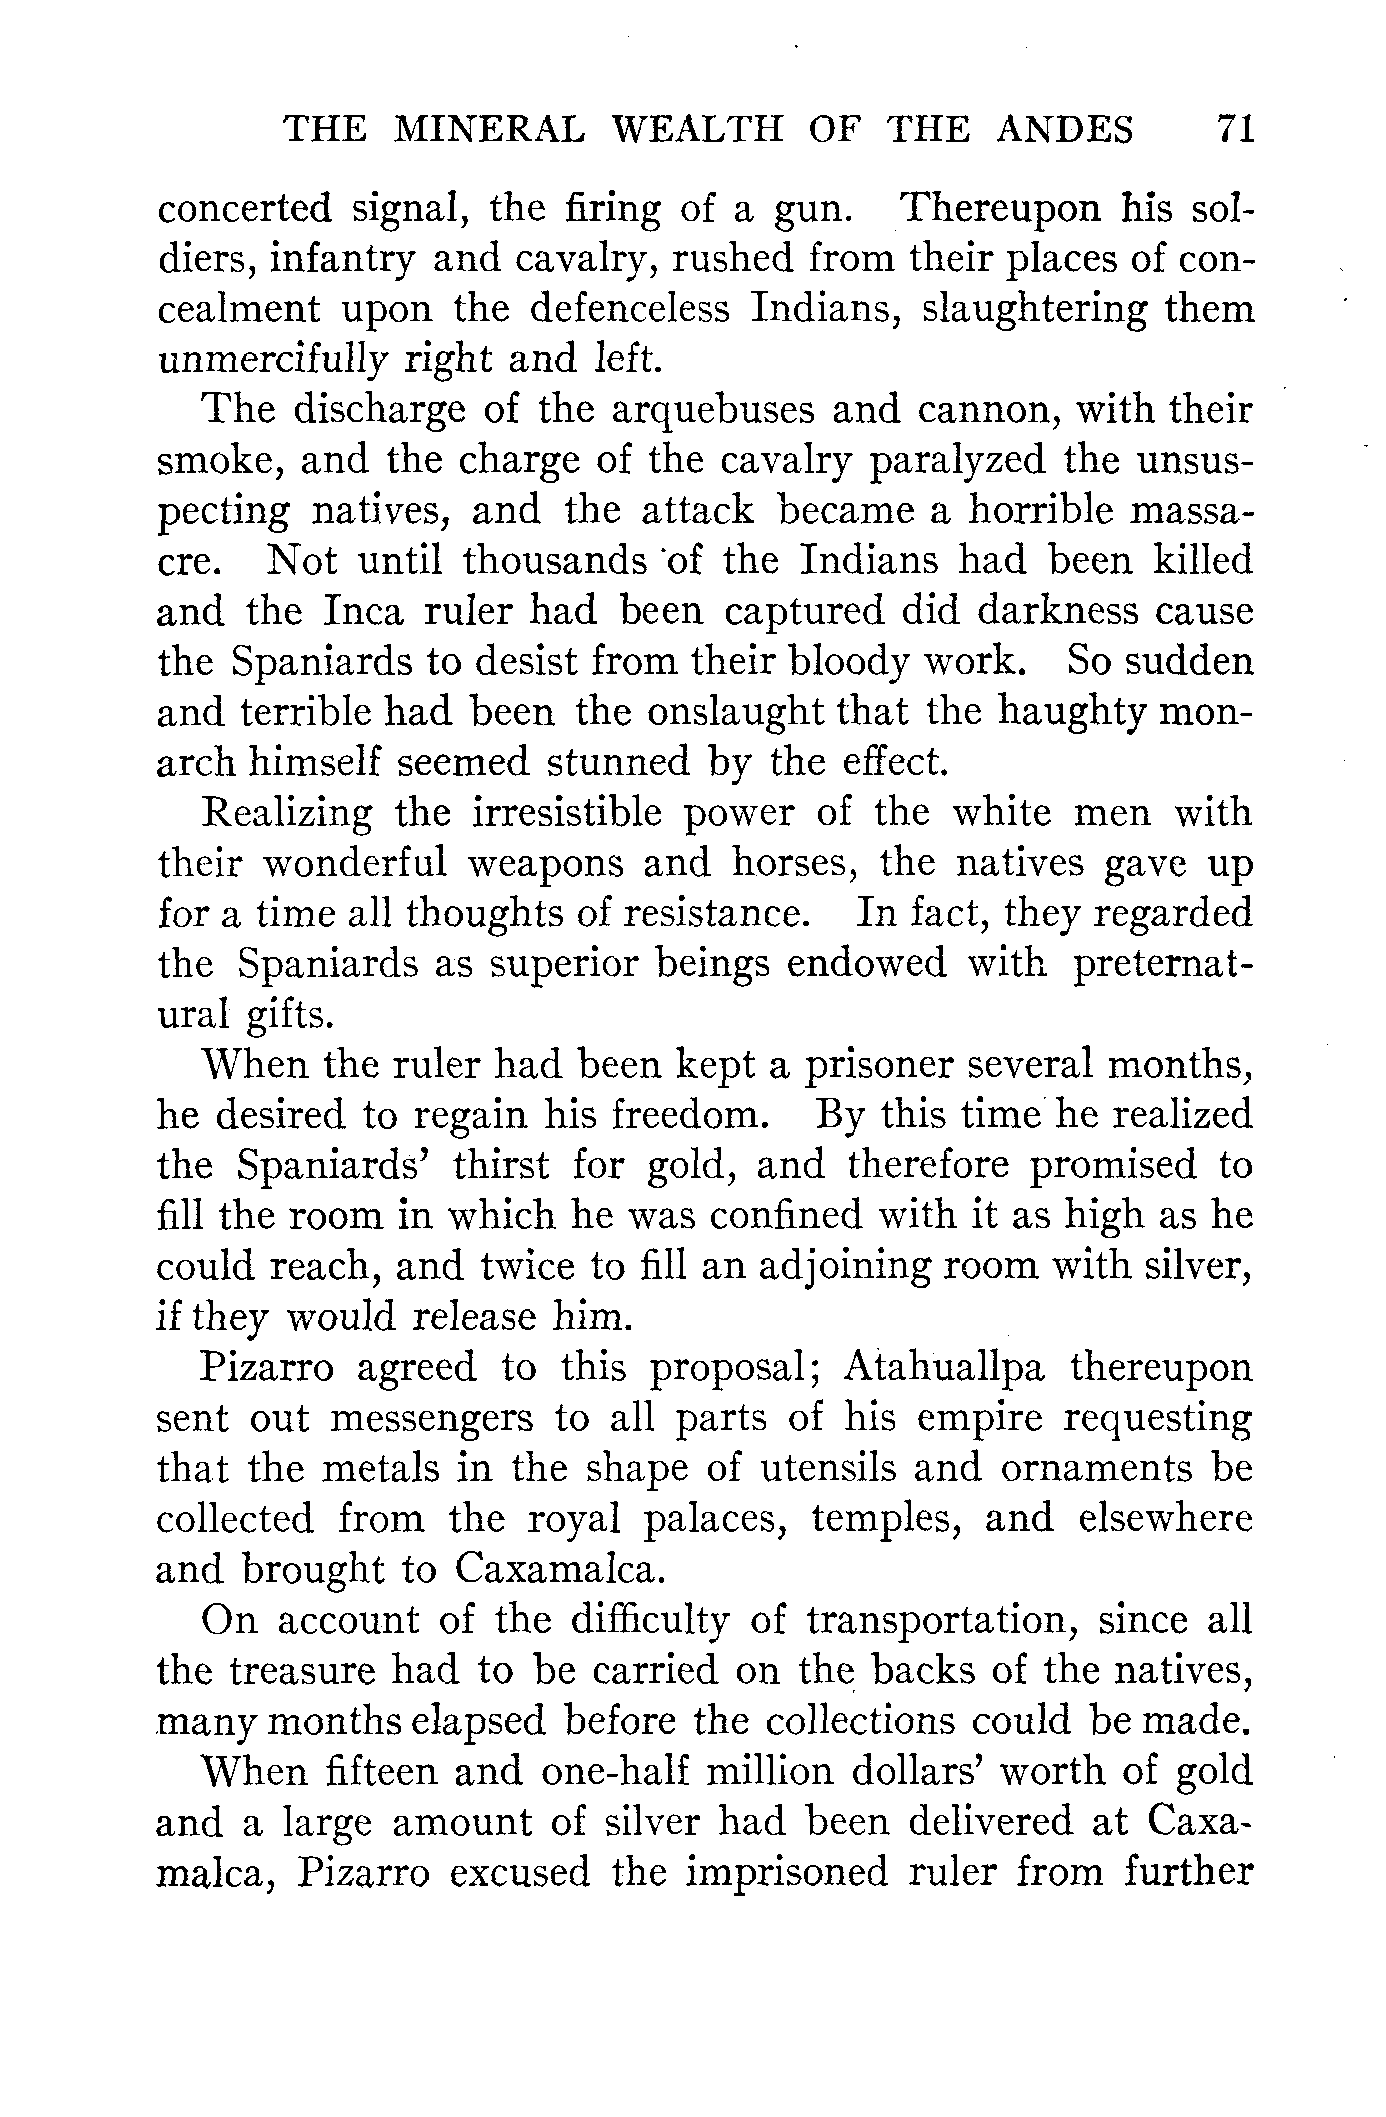 THE MINERAL WEALTH OF THE ANDES 71
concerted signal, the firing of a gun. Thereupon his sol-
diers, infantry and cavalry, rushed from their places of con-
cealment upon the defenceless Indians, slaughtering them
unmercifully right and left.
The discharge of the arquebuses and cannon, with their
smoke, and the charge of the cavalry paralyzed the unsus-
pecting natives, and the attack became a horrible massa-
cre. Not until thousands of the Indians had been killed
and the Inca ruler had been captured did darkness cause
the Spaniards to desist from their bloody work. So sudden
and terrible had been the onslaught that the haughty mon-
arch himself seemed stunned by the effect.
Realizing the irresistible power of the white men with
their wonderful weapons and horses, the natives gave up
for a time all thoughts of resistance. In fact, they regarded
the Spaniards as superior beings endowed with preternat-
ural gifts.
When the ruler had been kept a prisoner several months,
he desired to regain his freedom. By this time he realized
the Spaniards' thirst for gold, and therefore promised to
fill the room in which he was confined with it as high as he
could reach, and twice to fill an adjoining room with silver,
if they would release him.
Pizarro agreed to this proposal; Atahuallpa thereupon
sent out messengers to all parts of his empire requesting
that the metals in the shape of utensils and ornaments be
collected from the royal palaces, temples, and elsewhere
and brought to Caxamalca.
On account of the difficulty of transportation, since all
the treasure had to be carried on the backs of the natives,
many months elapsed before the collections could be made.
When fifteen and one-half million dollars' worth of gold
and a large amount of silver had been delivered at Caxa-
malca, Pizarro excused the imprisoned ruler from further